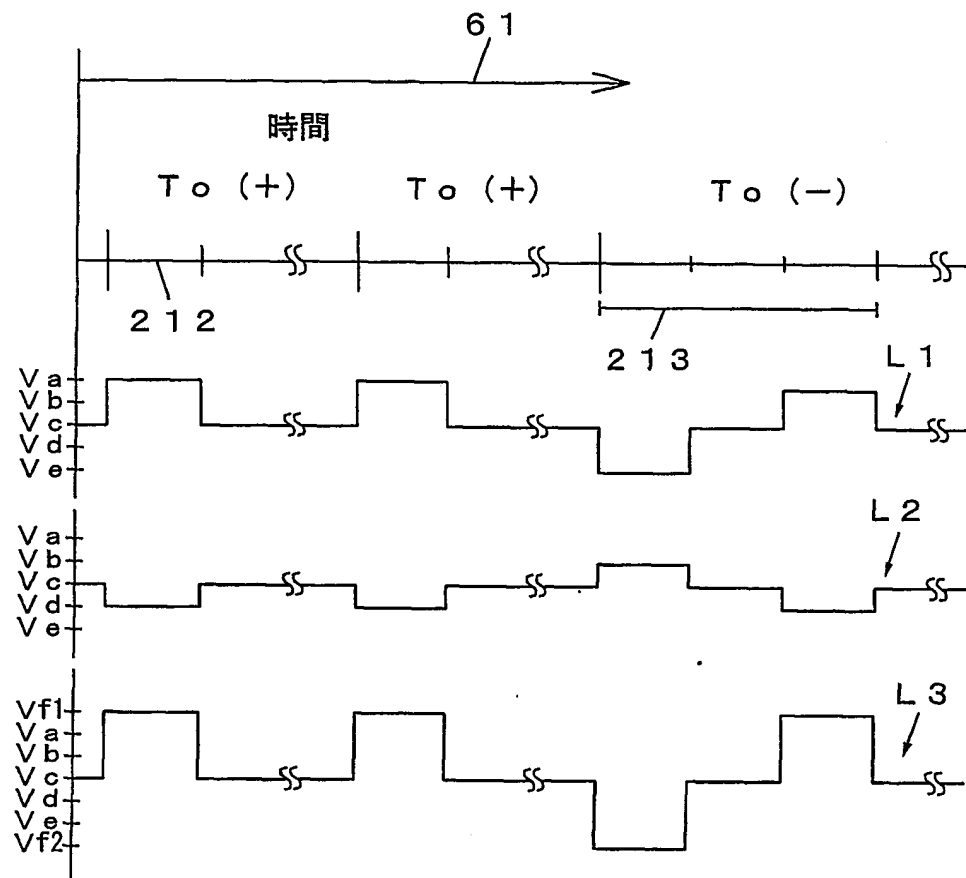 61
時間
To (+) To (+) To (-)
212
213
L1
Va
Vb
Vc
Vd
Ve
L2
Va
Vb
Vc
Vd
Ve
L3
Vf1
Va
Vb
Vc
Vd
Ve
Vf2